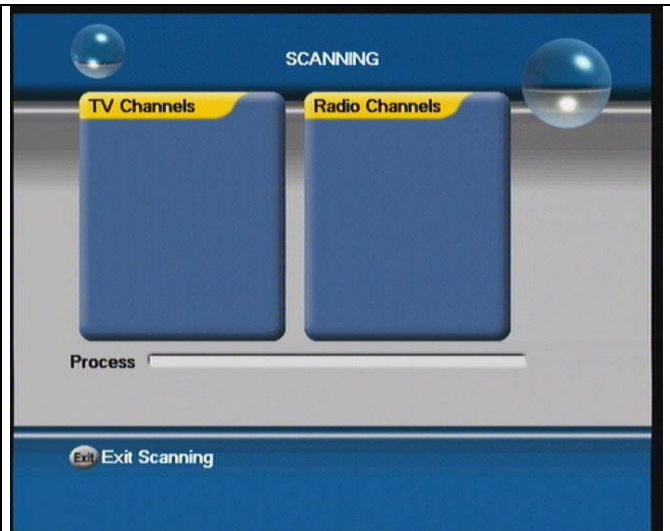 SCANNING
TV Channels
Radio Channels
Process
Exit Exit Scanning